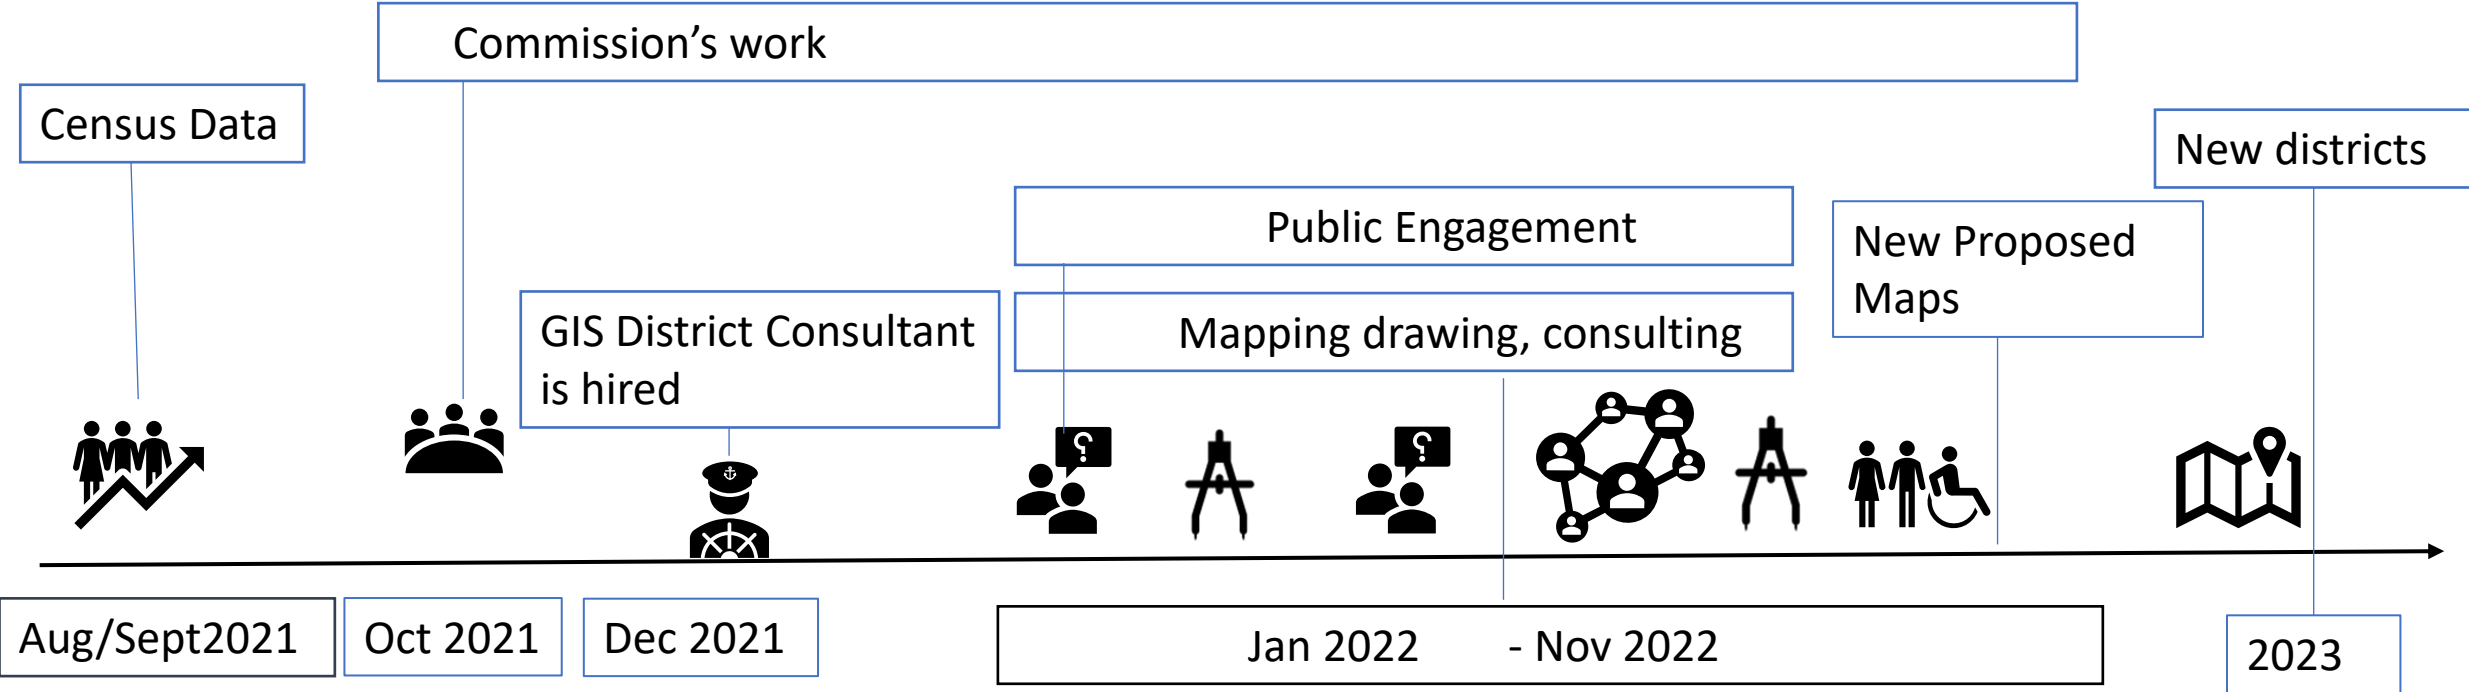 Commission’s work
Census Data
New districts
Public Engagement
New Proposed
Maps
GIS District Consultant
is hired
Mapping drawing, consulting
?
?
Aug/Sept2021
Oct 2021
Dec 2021
Jan 2022 - Nov 2022
2023